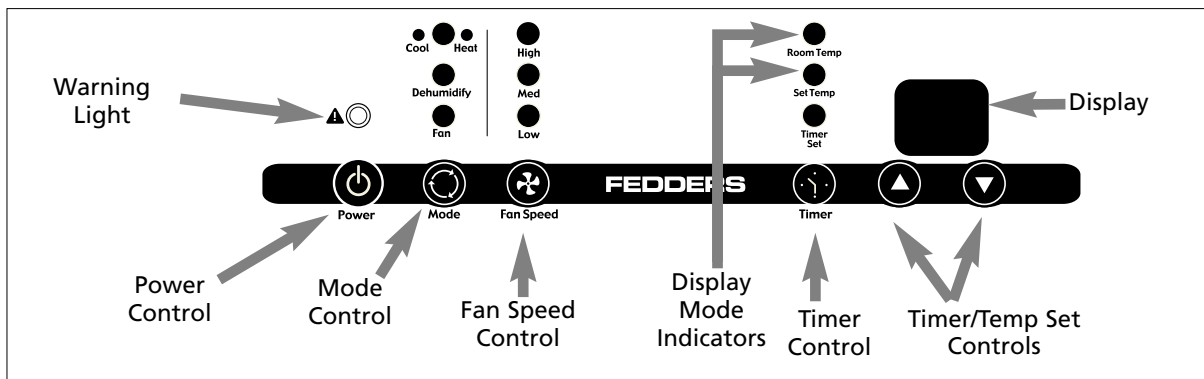 Cool
Heat
High
Room Temp
Warning
Light
Dehumidify
Med
Set Temp
Display
Fan
Low
Timer
Set
FEDDERS
Power
Mode
Fan Speed
Timer
Power
Control
Mode
Control
Fan Speed
Control
Display
Mode
Indicators
Timer
Control
Timer/Temp Set
Controls